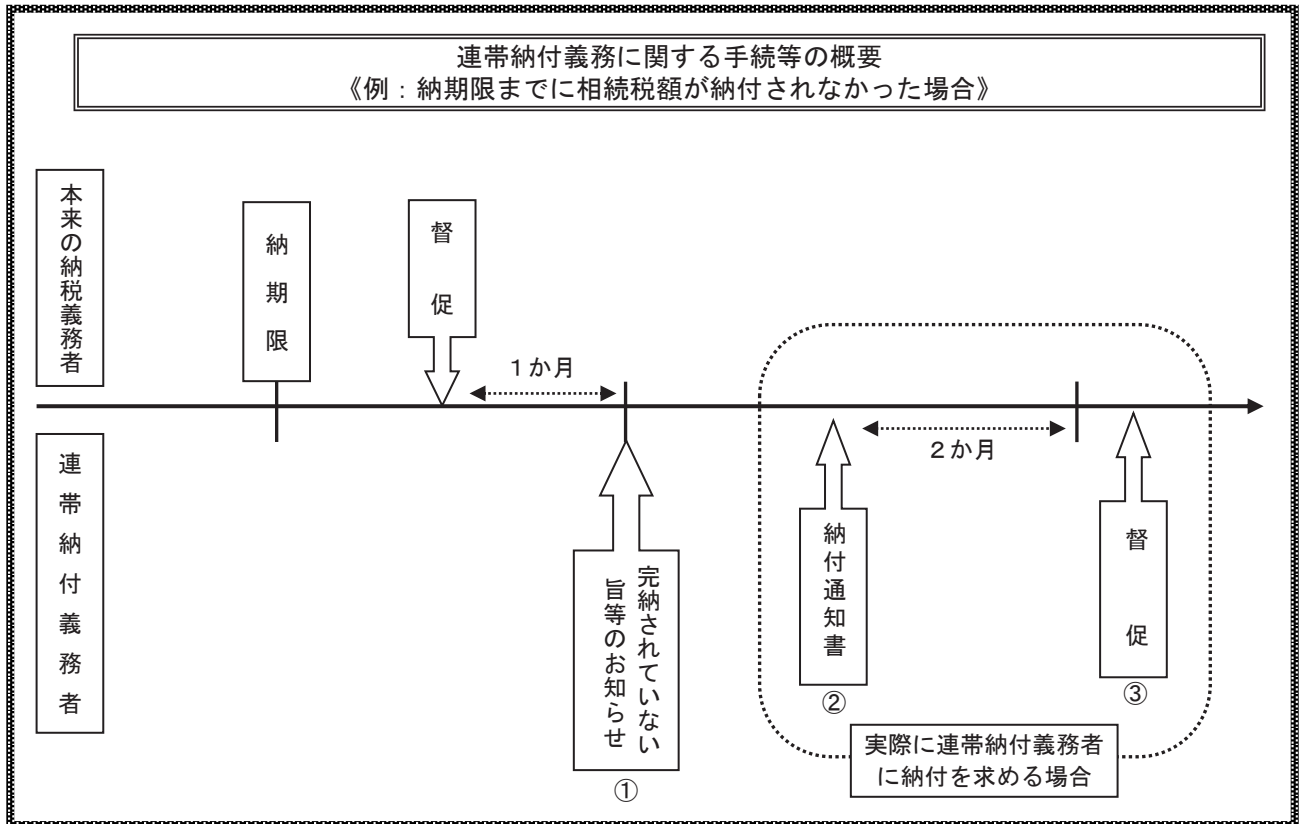 連帯納付義務に関する手続等の概要
《例：納期限までに相続税額が納付されなかった場合》
本来の納税義務者
納期限
督促
1か月
2か月
連帯納付義務者
完納されていない
旨等のお知らせ
①
納付通知書
②
督促
③
実際に連帯納付義務者
に納付を求める場合